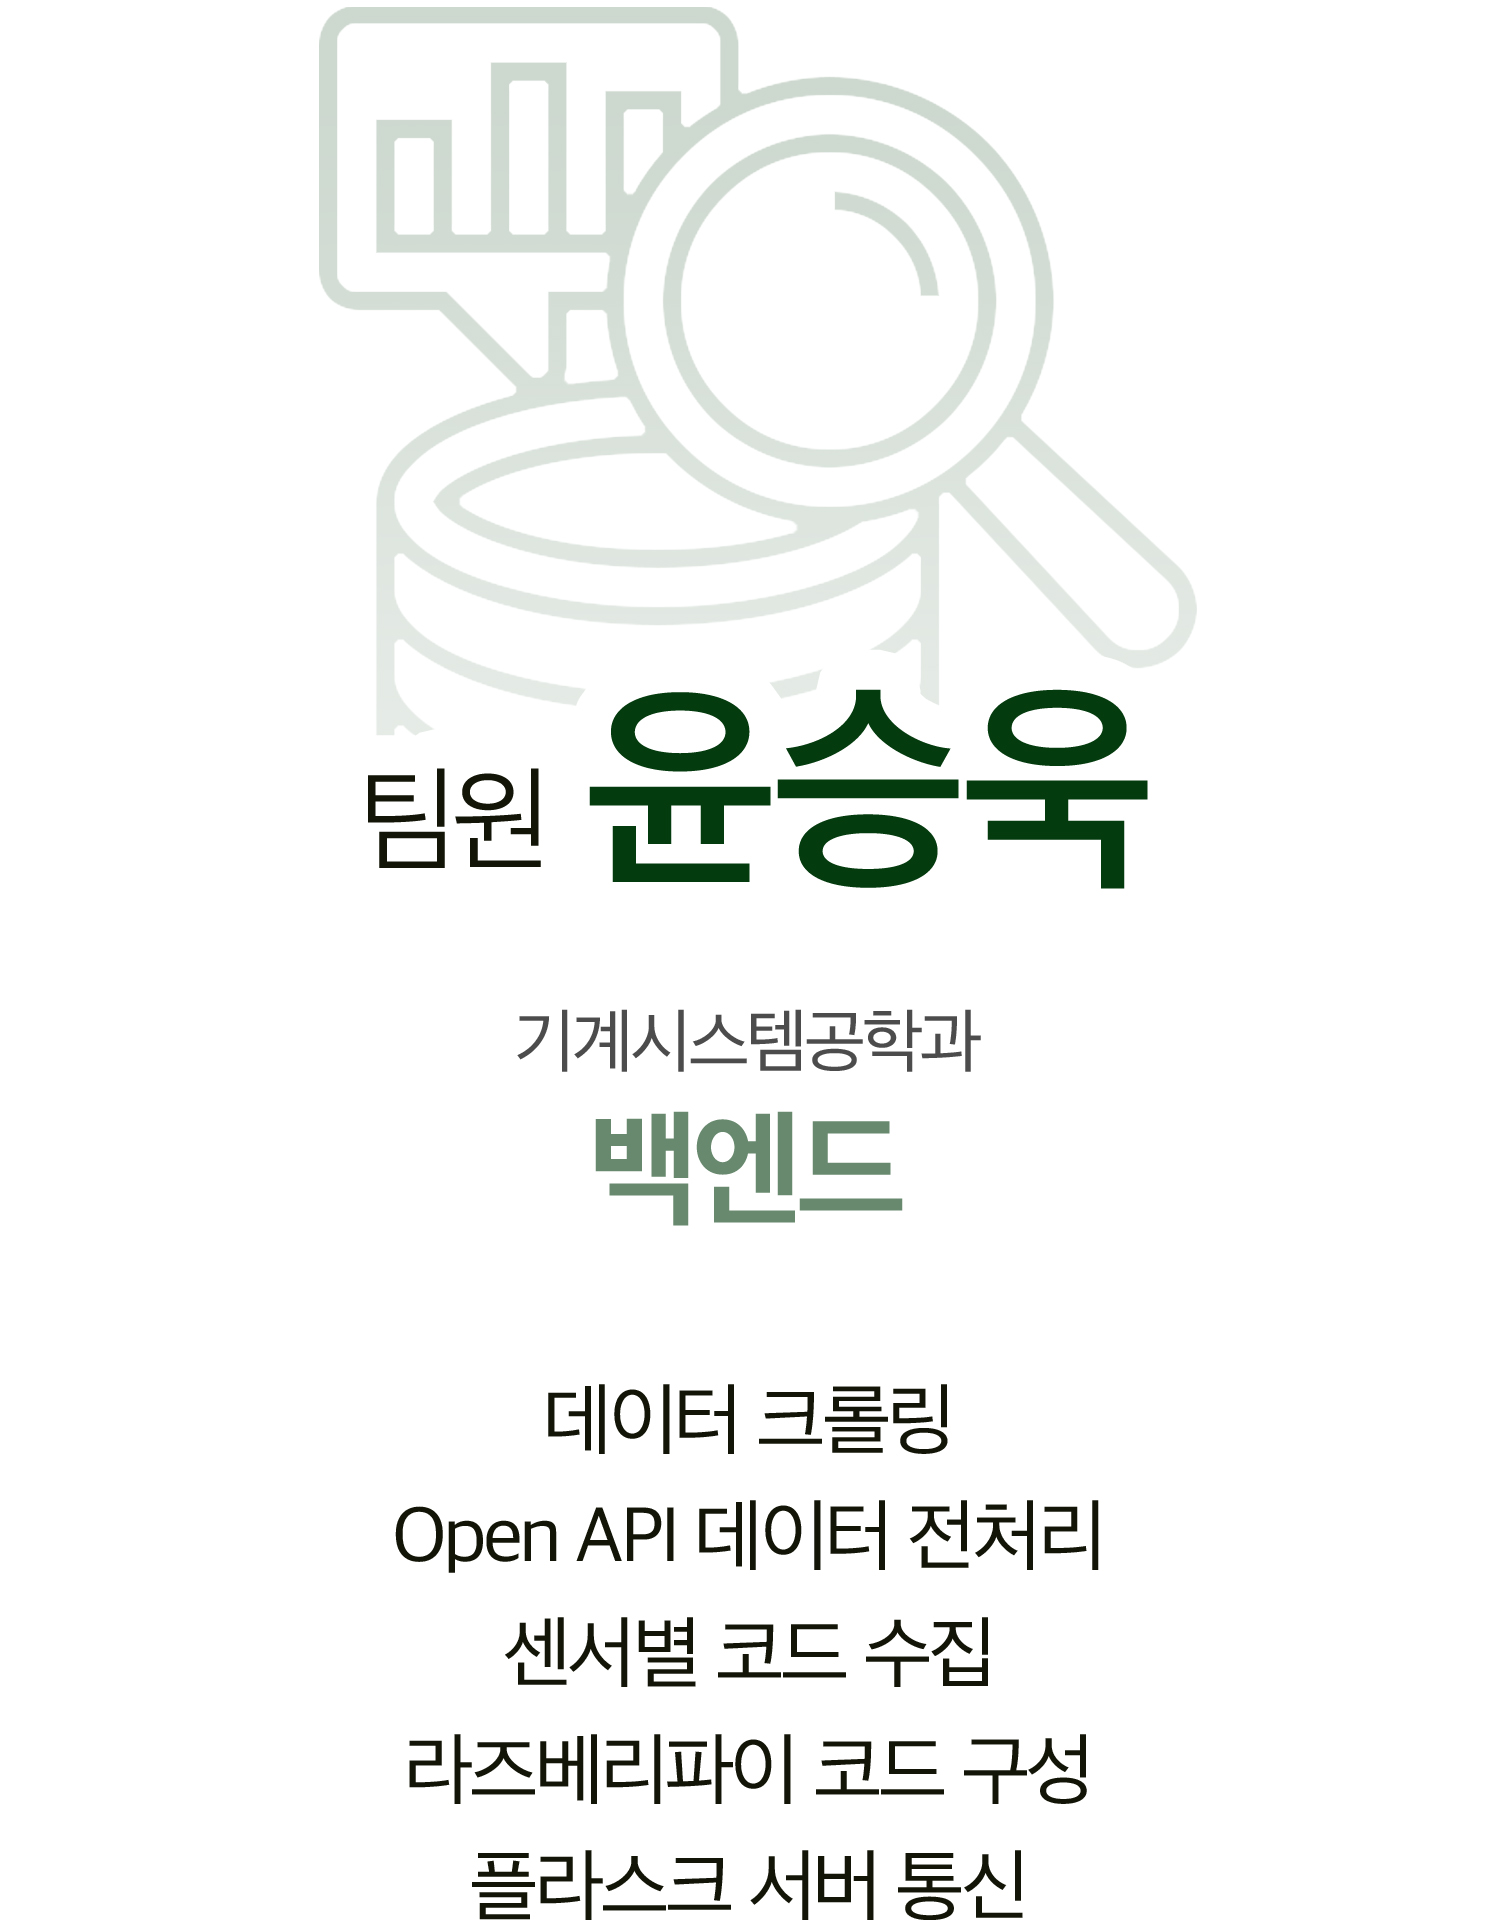 팀원 윤승욱
기계시스템공학과
백엔드
데이터 크롤링
Open API 데이터 전처리
센서별 코드 수집
라즈베리파이 코드 구성
플라스크 서버 통신